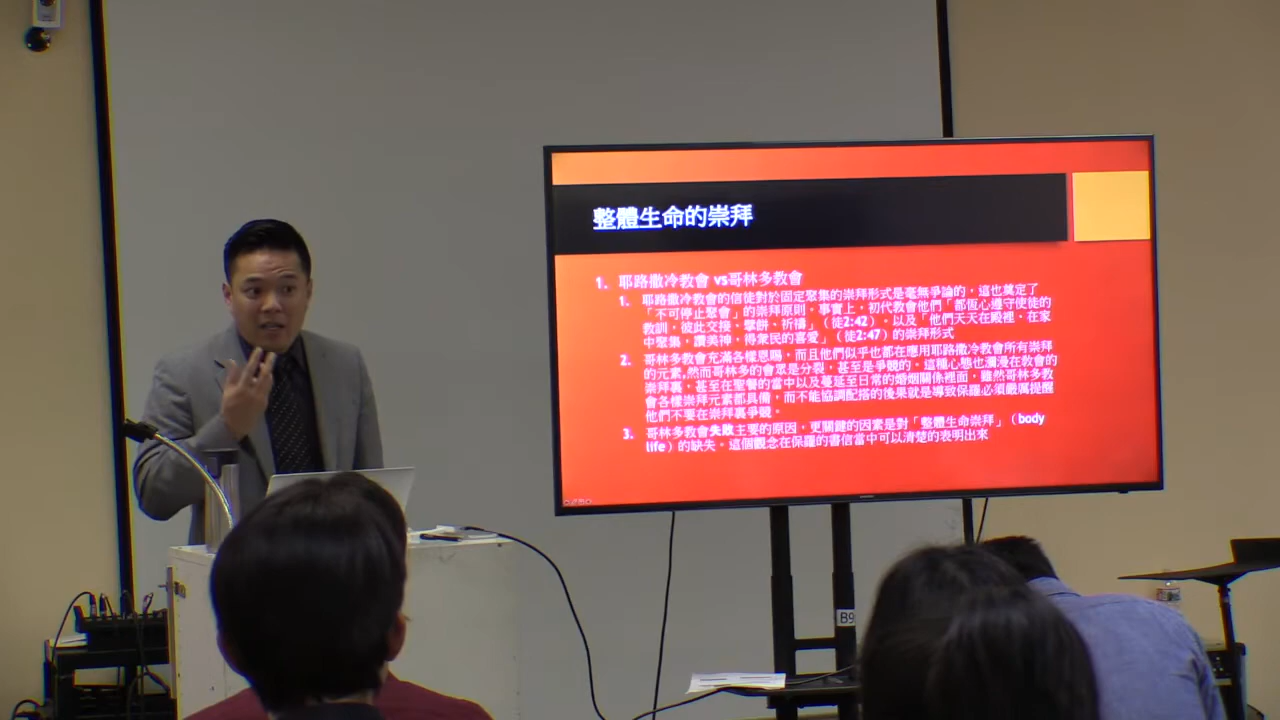 整體生命的崇拜
1. 耶路撒冷教會 vs哥林多教會
1. 耶路撒冷教會的信徒對於固定聚集的崇拜形式是毫無爭論的，這也奠定了
「不可停止聚會」的崇拜原則，事實上，初代教會他們「都恆心遵守使徒的
教訓，彼此交接，擘餅，祈禱」（徒2:42），以及「他們天天在殿裡、在家
中聚集，讚美神，得衆民的喜愛」（徒2:47）的崇拜形式
2. 哥林多教會充滿各樣恩賜，而且他們似乎也都在應用耶路撒冷教會所有崇拜
的元素,然而哥林多的會眾是分裂，甚至是爭競的。這種心態也瀰漫在教會的
崇拜裏，甚至在聖餐的當中以及蔓延至日常的婚姻關係裡面，雖然哥林多教
會各樣崇拜元素都具備，而不能協調配搭的後果就是導致保羅必須嚴厲提醒
他們不要在崇拜裏爭競。
3. 哥林多教會失敗主要的原因，更關鍵的因素是對「整體生命崇拜」（body
life）的缺失。這個觀念在保羅的書信當中可以清楚的表明出來
B9